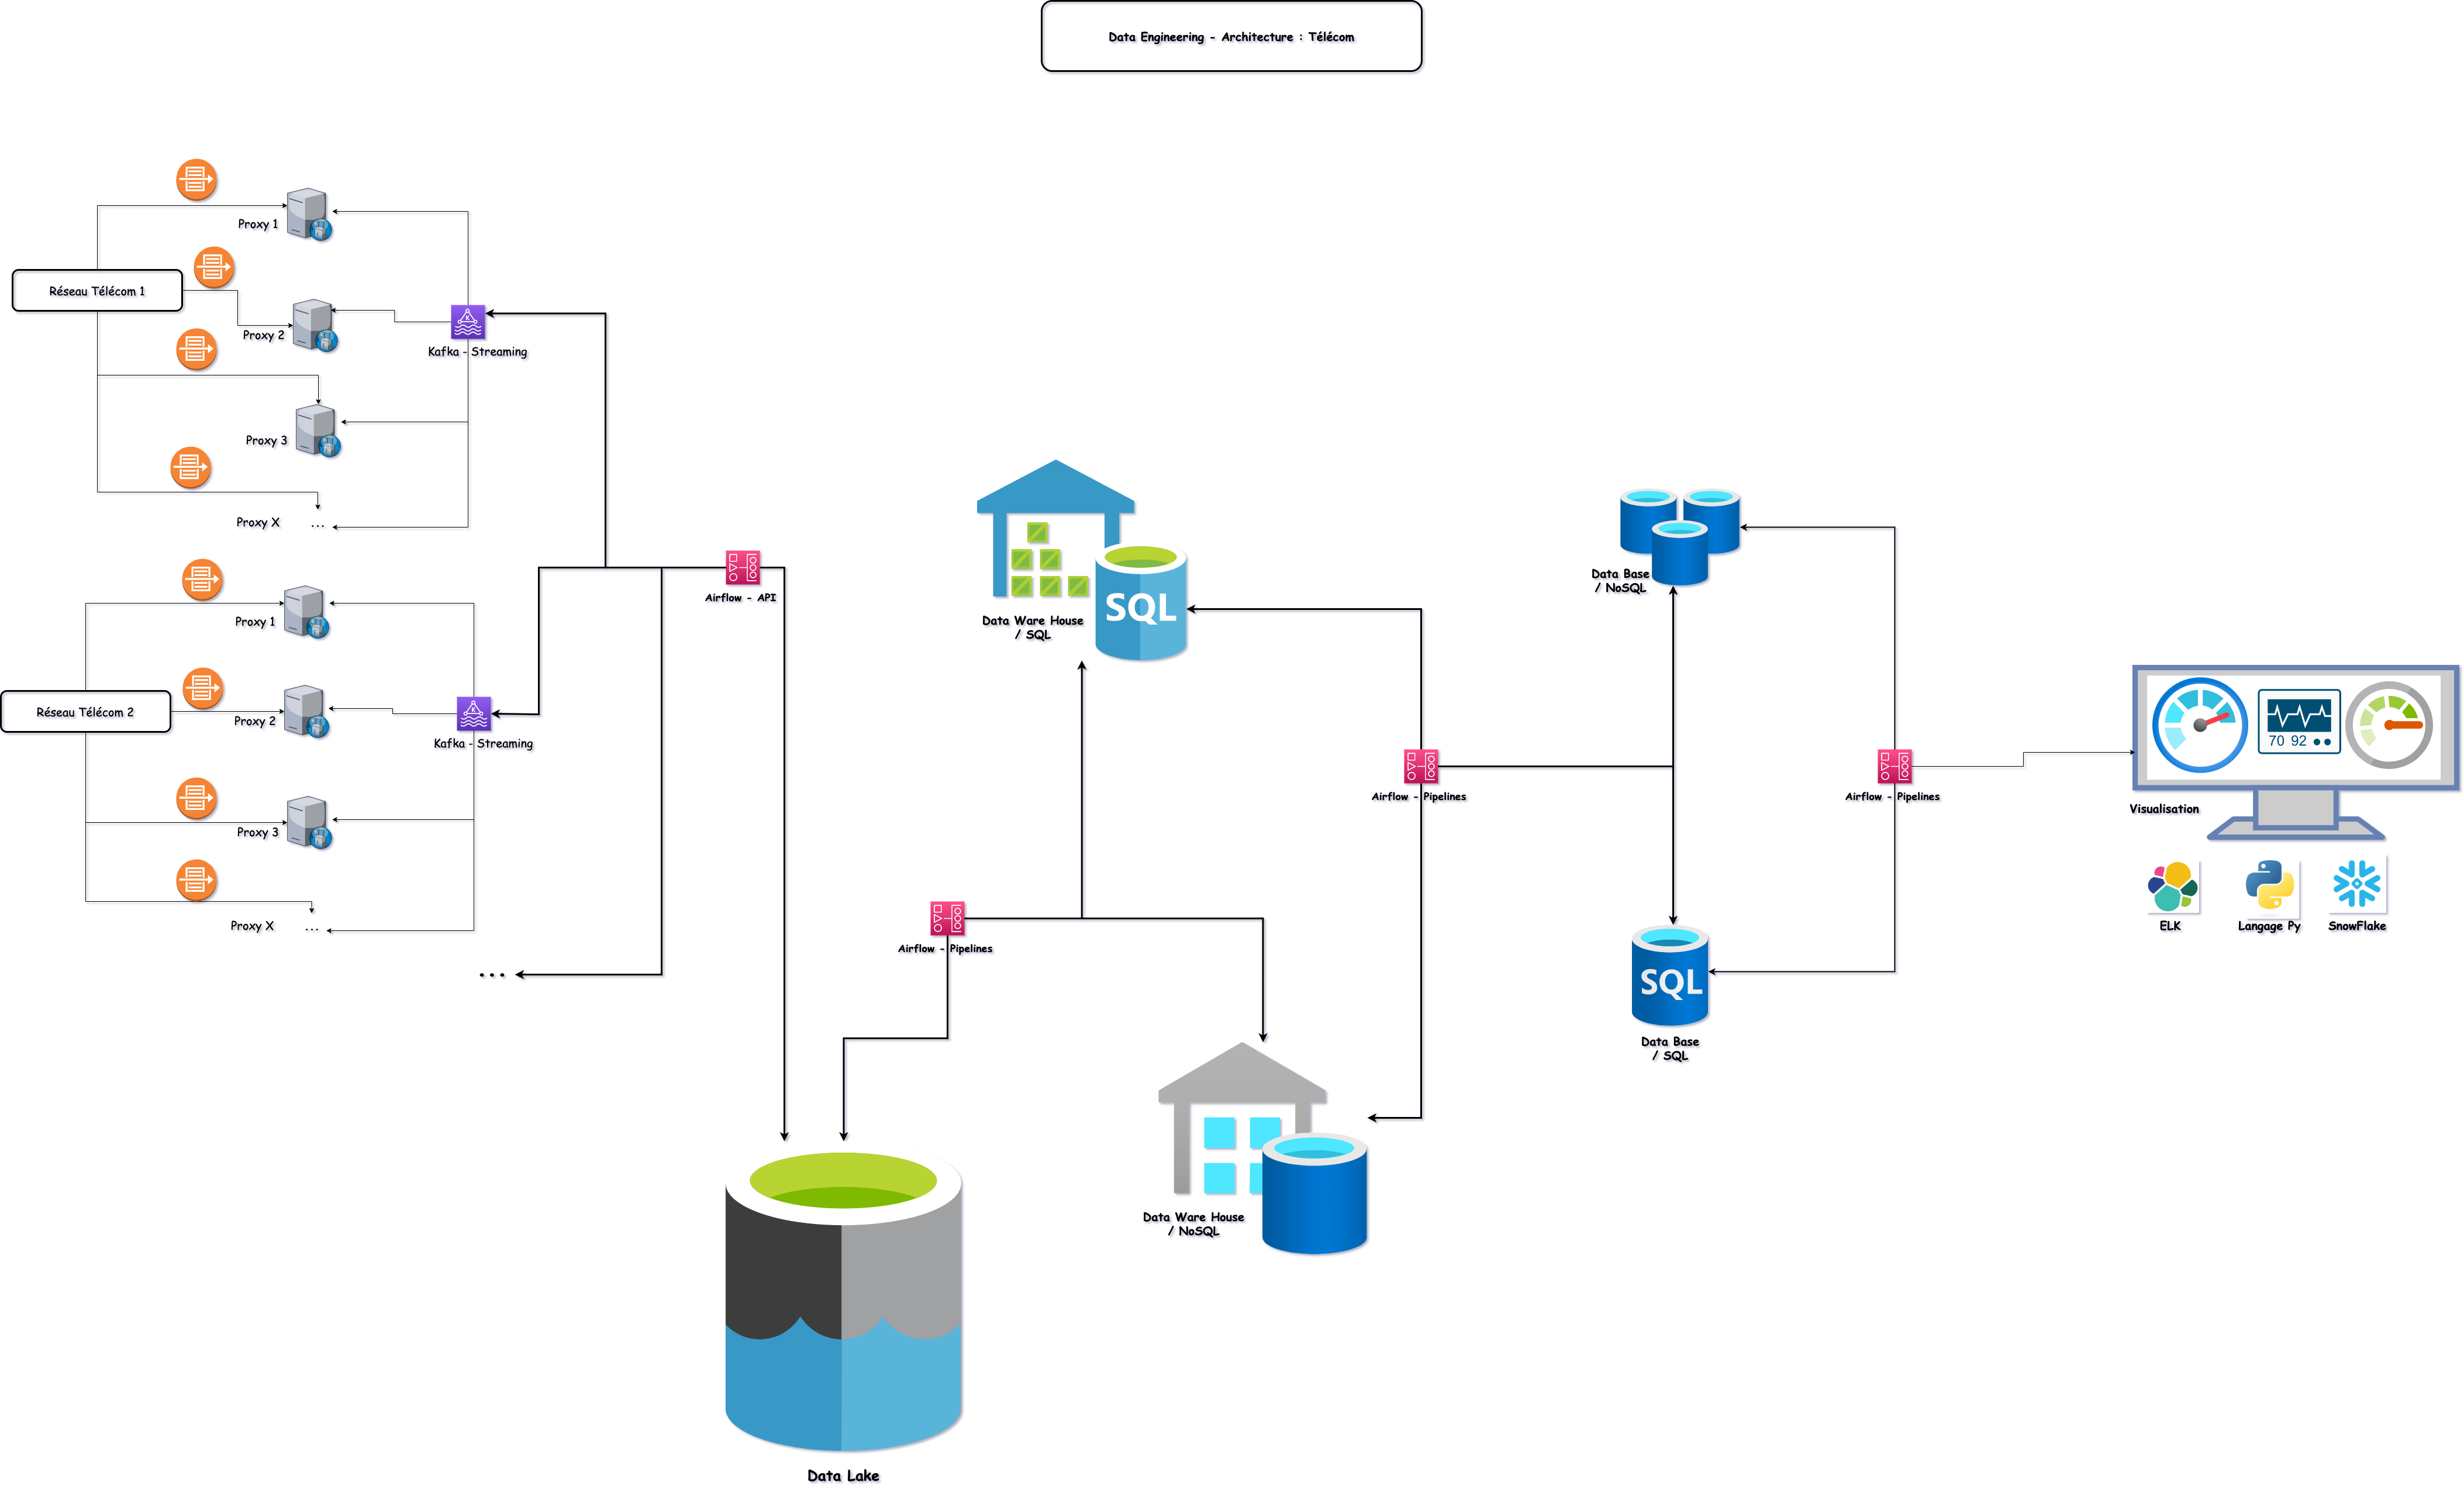 Data Engineering - Architecture : Télécom
Proxy 1
Réseau Télécom 1
Proxy 2
Kafka - Streaming
Proxy 3
Proxy X
...
Proxy 1
Réseau Télécom 2
Proxy 2
Kafka - Streaming
Proxy 3
Proxy X
...
...
Airflow - API
Data Lake
Airflow - Pipelines
Data Ware House
/ SQL
SQL
Data Ware House
/ NoSQL
Airflow - Pipelines
Data Base
/ NoSQL
SQL
Data Base
/ SQL
Airflow - Pipelines
70 92
Visualisation
ELK
Langage Py
SnowFlake